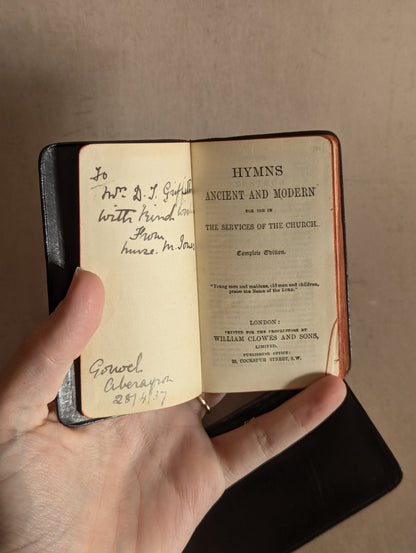 To
Mr. D. J. Griffiths
With Kind
From
Nurse. M. Jones
Aberayron
28/4/37
HYMNS
ANCIENT AND MODERN
FOR USE IN
THE SERVICES OF THE CHURCH.
Complete Edition.
"Young men and maidens, old men and children,
praise the Name of the LORD."
LONDON:
PRINTED FOR THE PROPRIETORS BY
WILLIAM CLOWES AND SONS,
LIMITED,
PUBLISHING OFFICE:
23, COCKSPUR STREET, S.W.